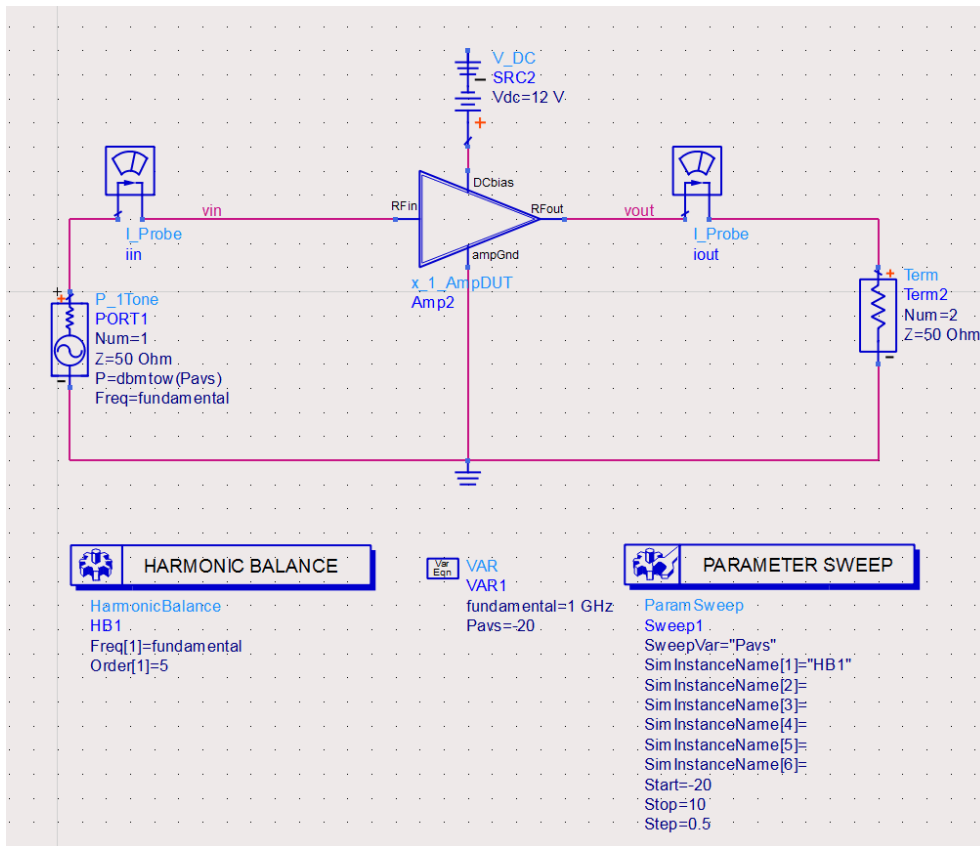 V_DC
SRC2
Vdc=12 V
DCbias
RFin
RFout
vin
vout
I_Probe
iin
I_Probe
iout
ampGnd
x_1_AmpDUT
Amp2
P_1Tone
PORT1
Num=1
Z=50 Ohm
P=dbmtow(Pavs)
Freq=fundamental
Term
Term2
Num=2
Z=50 Ohm
HARMONIC BALANCE
HarmonicBalance
HB1
Freq[1]=fundamental
Order[1]=5
Var
Eqn
VAR
VAR1
fundamental=1 GHz
Pavs=-20
PARAMETER SWEEP
ParamSweep
Sweep1
SweepVar="Pavs"
SimInstanceName[1]="HB1"
SimInstanceName[2]=
SimInstanceName[3]=
SimInstanceName[4]=
SimInstanceName[5]=
SimInstanceName[6]=
Start=-20
Stop=10
Step=0.5